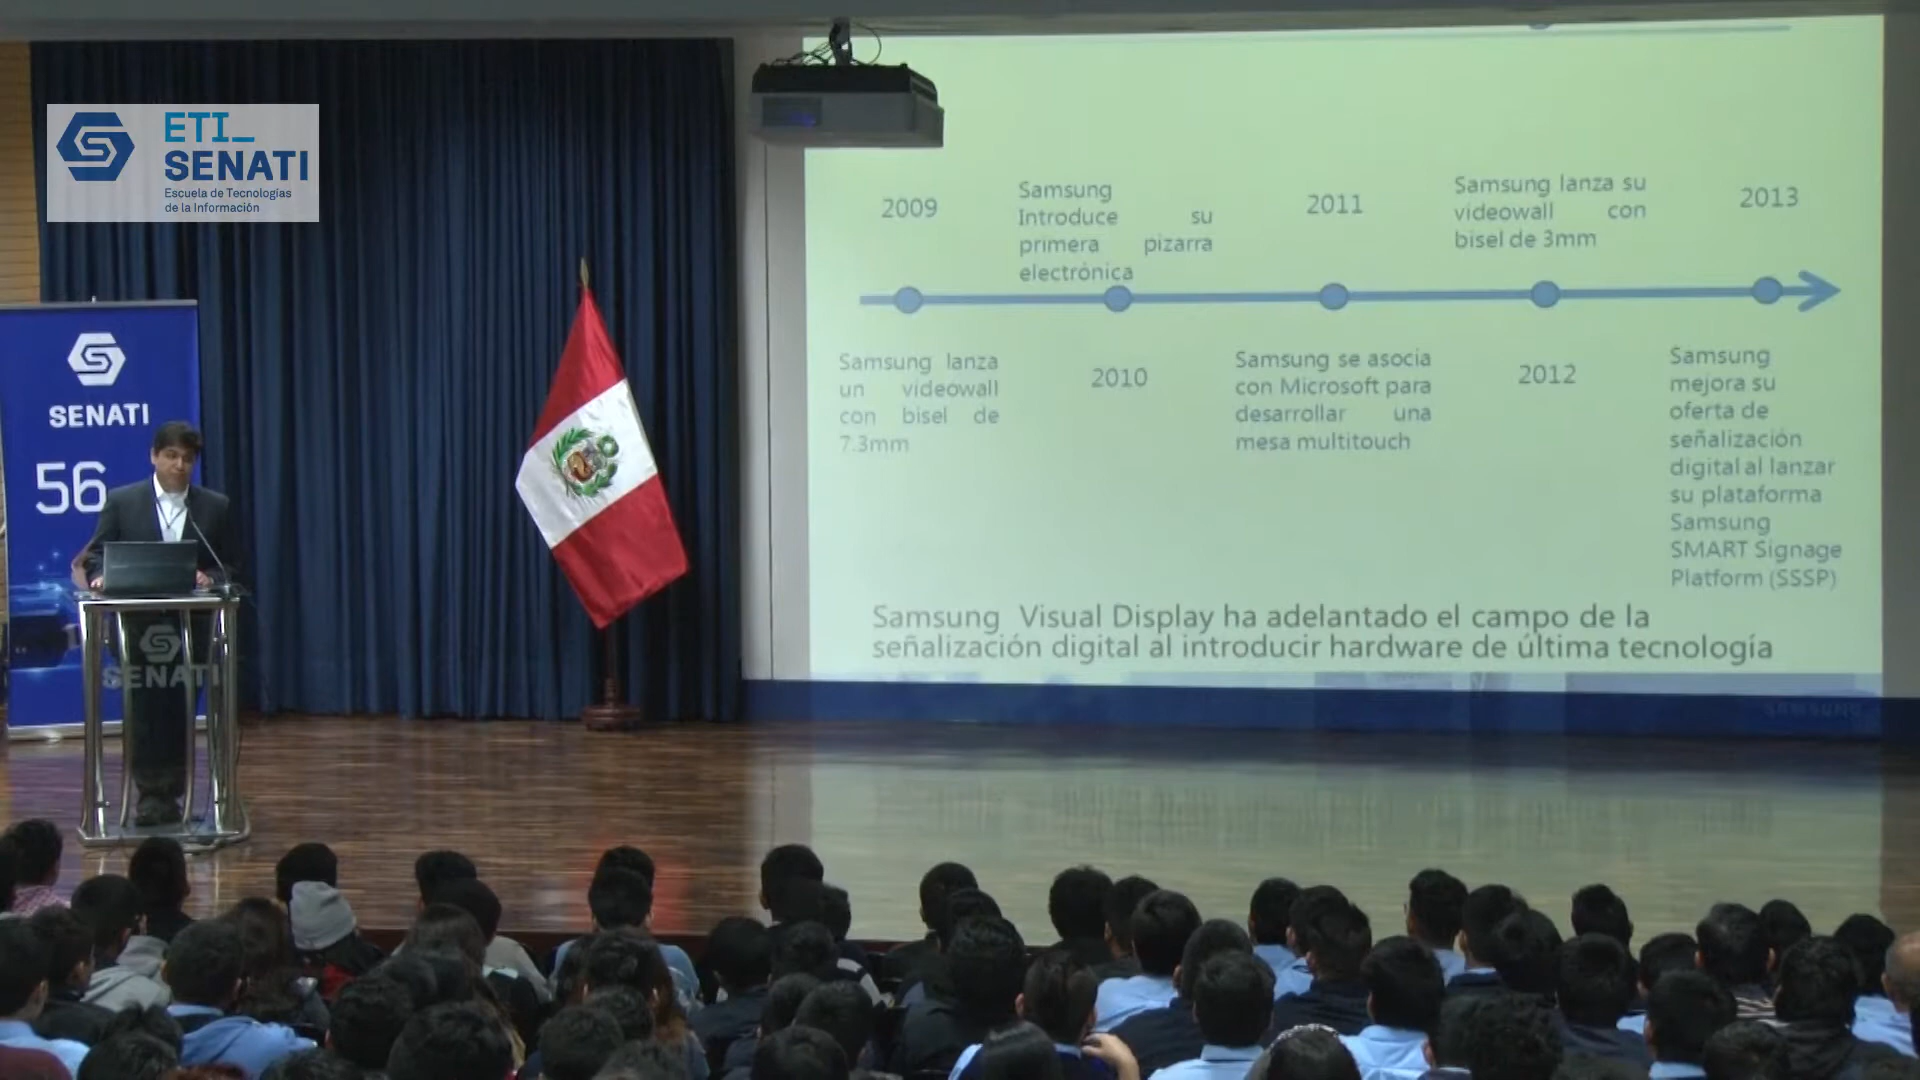 ETI_
SENATI
Escuela de Tecnologías
de la Información
SENATI
56
SENATI
2009
Samsung
Introduce su
primera pizarra
electrónica
2011
Samsung lanza su
videowall con
bisel de 3mm
2013
Samsung lanza
un videowall
con bisel de
7.3mm
2010
Samsung se asocia
con Microsoft para
desarrollar una
mesa multitouch
2012
Samsung
mejora su
oferta de
señalización
digital al lanzar
su plataforma
Samsung
SMART Signage
Platform (SSSP)
Samsung Visual Display ha adelantado el campo de la
señalización digital al introducir hardware de última tecnología
SAMSUNG